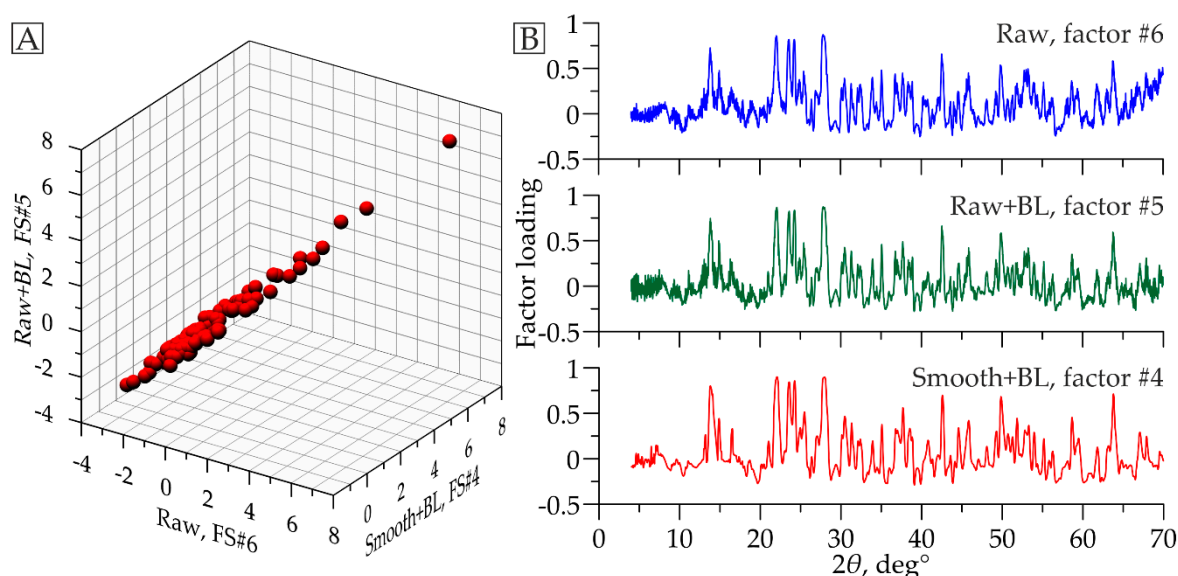 A
8
6
4
2
0
-2
-4
Raw+BL, FS#5
-4
-2
0
2
4
6
8
Raw, FS#6
0
2
4
6
8
Smooth+BL, FS#4
B
Raw, factor #6
1
0.5
0
-0.5
Raw+BL, factor #5
1
0.5
0
-0.5
Smooth+BL, factor #4
1
0.5
0
-0.5
Factor loading
0 10 20 30 40 50 60 70
2θ, deg°